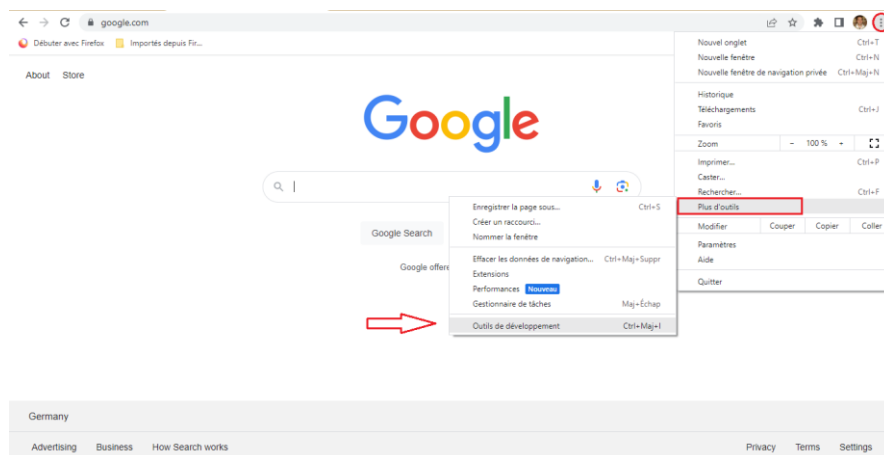 google.com
Débuter avec Firefox Importés depuis Fir...
About Store
Google
Google Search
Google offere
Nouvel onglet Ctrl+T
Nouvelle fenêtre Ctrl+N
Nouvelle fenêtre de navigation privée Ctrl+Maj+N
Historique
Téléchargements Ctrl+J
Favoris
Zoom - 100 % +
Imprimer... Ctrl+P
Caster...
Rechercher... Ctrl+F
Plus d'outils
Modifier Couper Copier Coller
Paramètres
Aide
Quitter
Enregistrer la page sous... Ctrl+S
Créer un raccourci...
Nommer la fenêtre
Effacer les données de navigation... Ctrl+Maj+Suppr
Extensions
Performances Nouveau
Gestionnaire de tâches Maj+Échap
Outils de développement Ctrl+Maj+I
Germany
Advertising Business How Search works Privacy Terms Settings